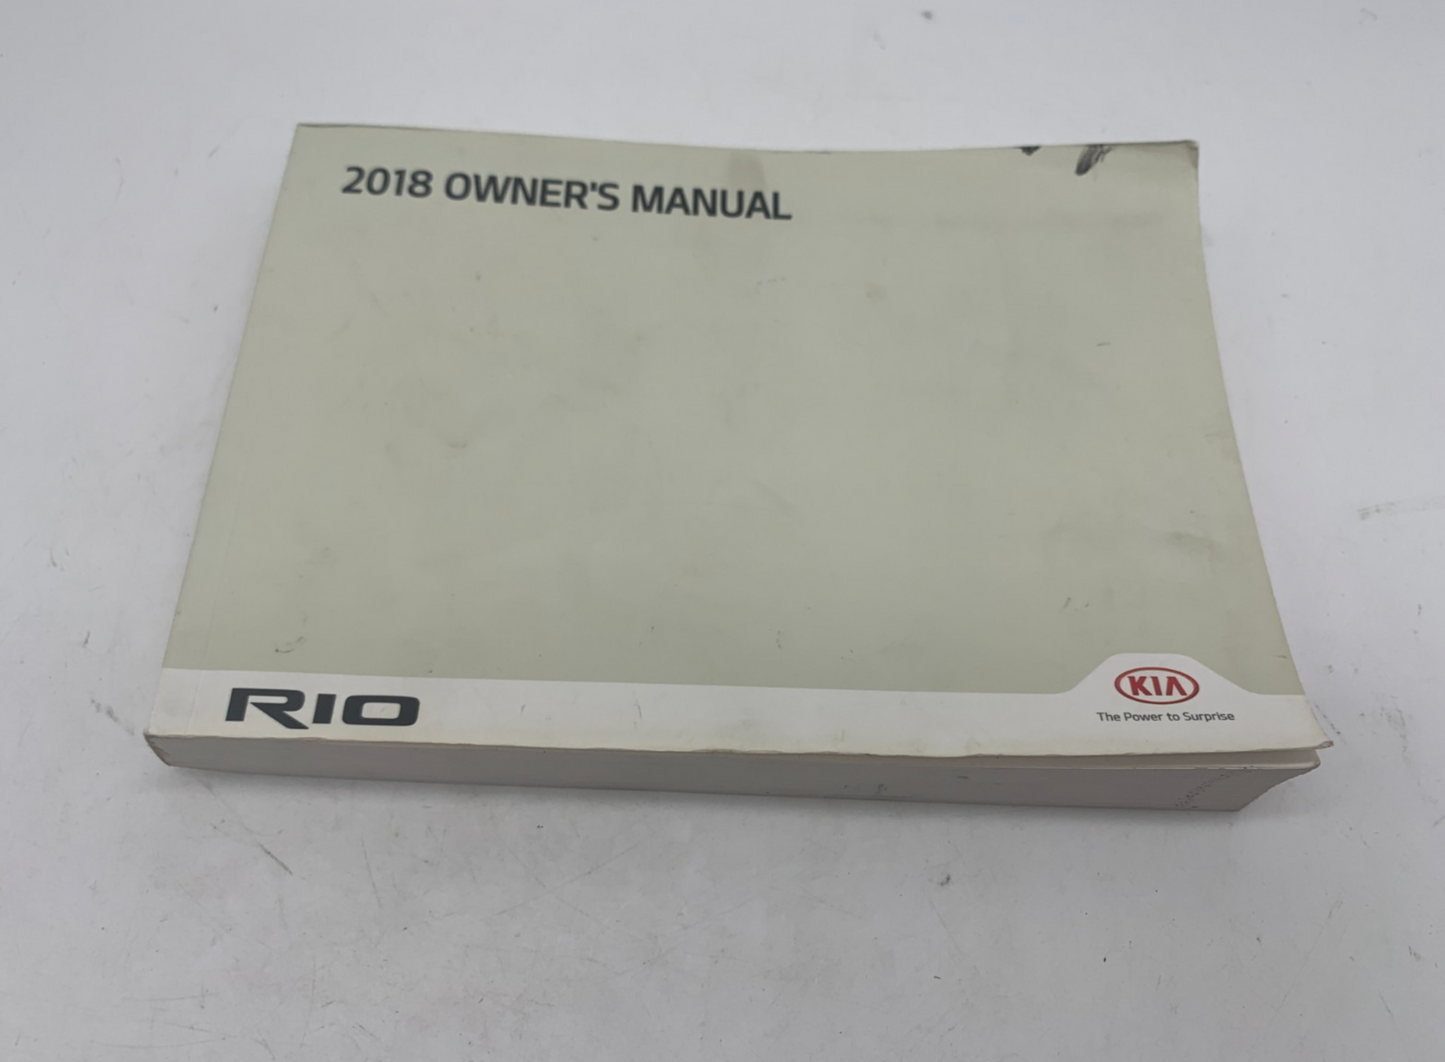 2018 OWNER'S MANUAL
RIO
KIA
The Power to Surprise